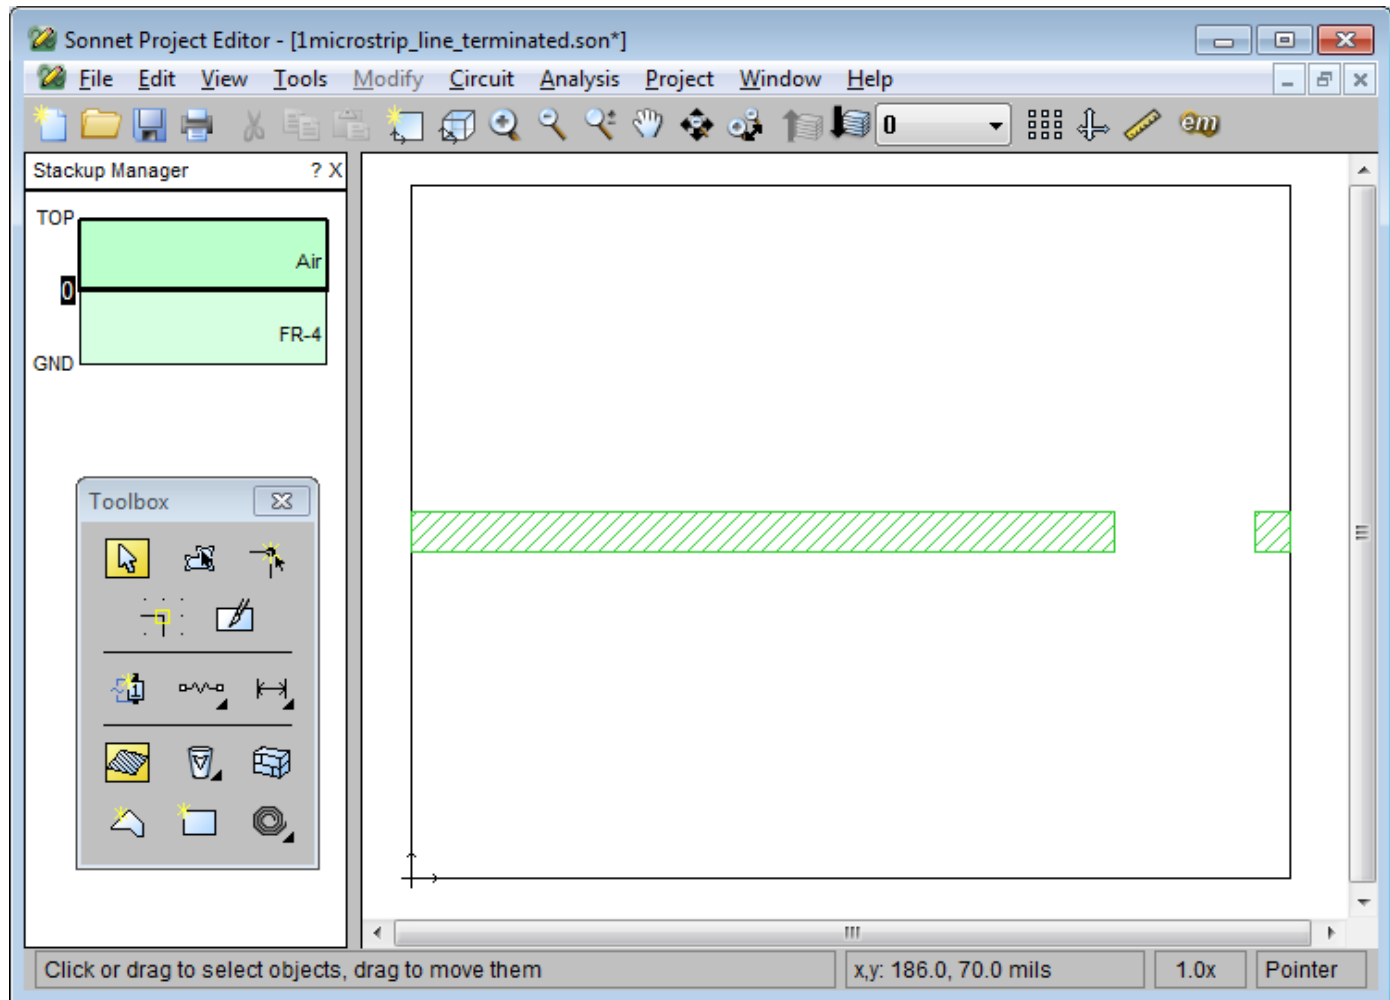 Sonnet Project Editor - [1microstrip_line_terminated.son*]
File Edit View Tools Modify Circuit Analysis Project Window Help
0
em
Stackup Manager ? X
TOP
Air
0
FR-4
GND
Toolbox
1
Click or drag to select objects, drag to move them
x,y: 186.0, 70.0 mils
1.0x
Pointer